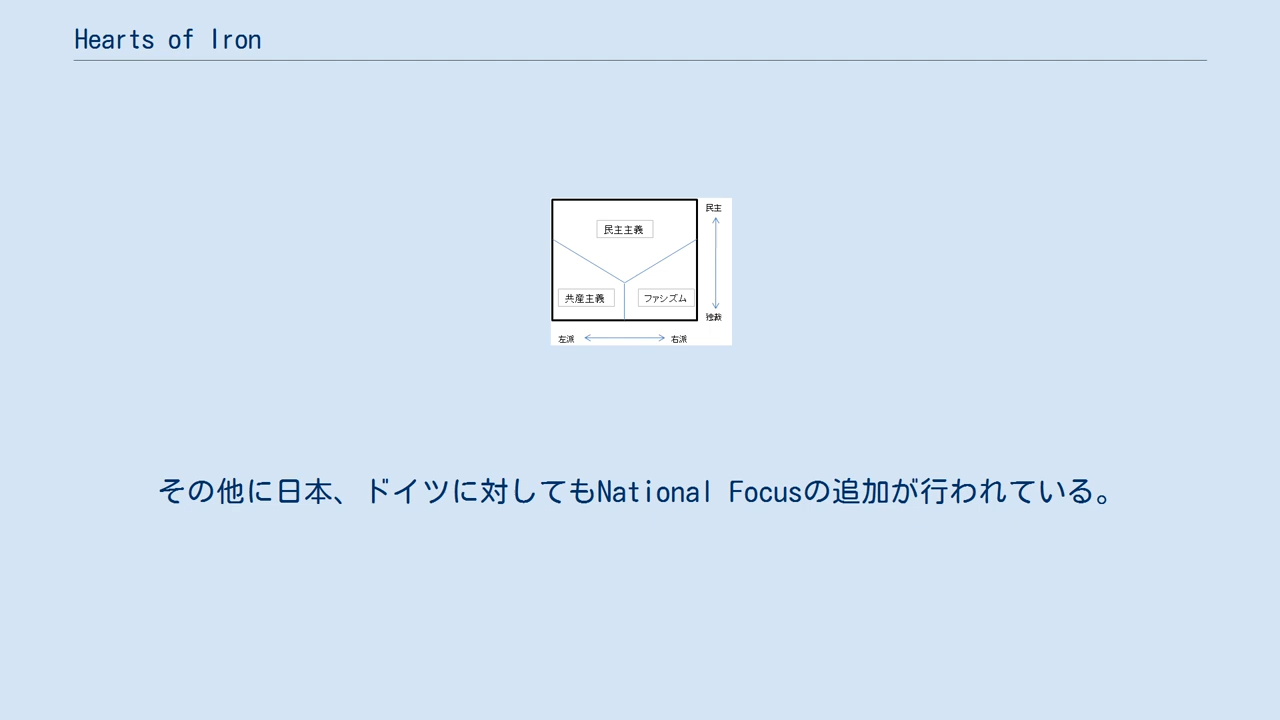 Hearts of Iron
民主
民主主義
共産主義
ファシズム
独裁
左派
右派
その他に日本、ドイツに対してもNational Focusの追加が行われている。